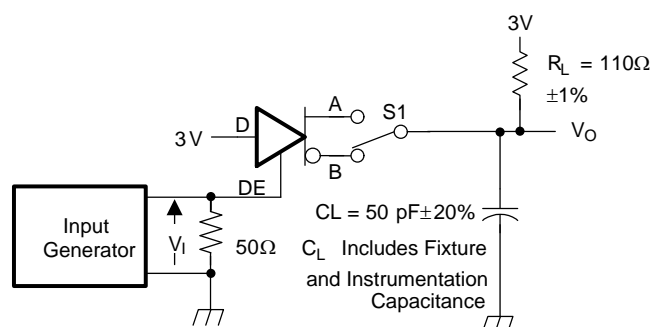 3V
R_L = 110Ω
±1%
A
S1
3V
D
V_O
B
DE
Input
Generator
V_I
50Ω
CL = 50 pF±20%
C_L Includes Fixture
and Instrumentation
Capacitance